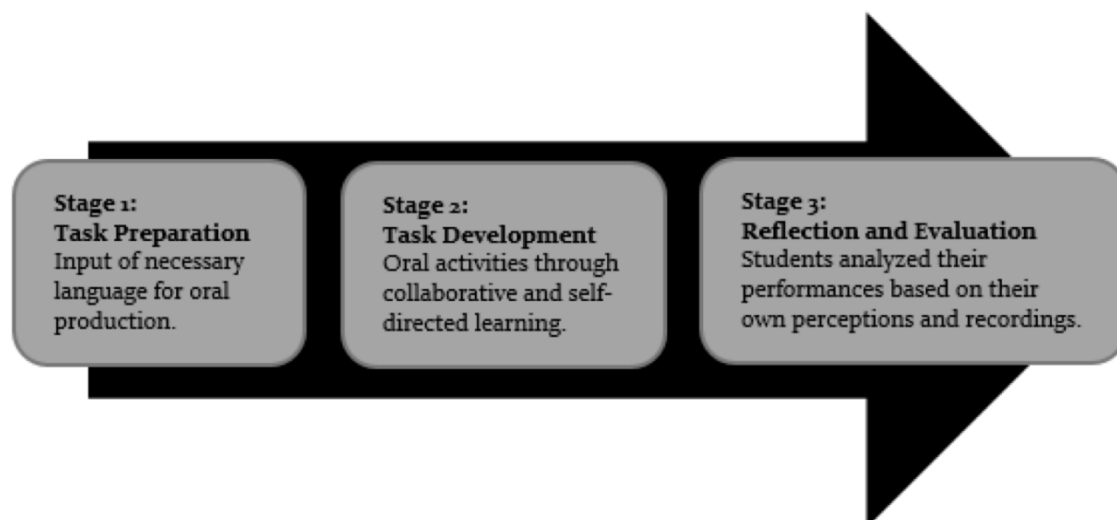 Stage 1:
Task Preparation
Input of necessary
language for oral
production.
Stage 2:
Task Development
Oral activities through
collaborative and self-
directed learning.
Stage 3:
Reflection and Evaluation
Students analyzed their
performances based on their
own perceptions and recordings.